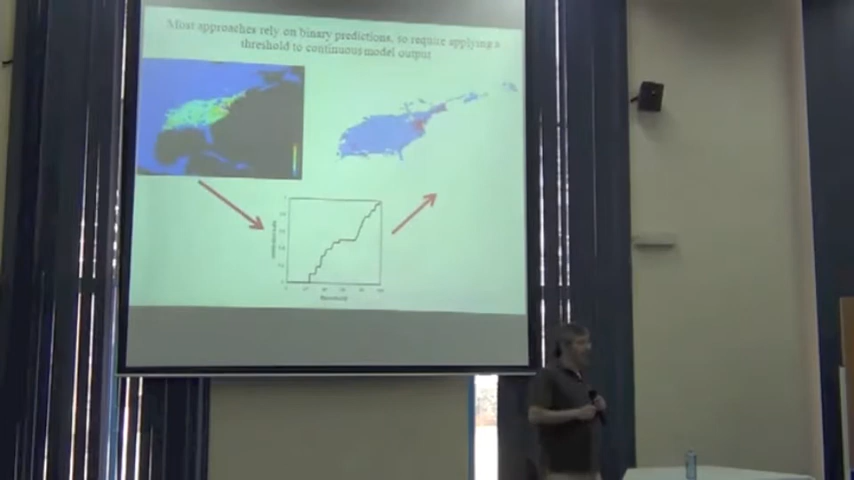 Most approaches rely on binary predictions, so require applying a
threshold to continuous model output